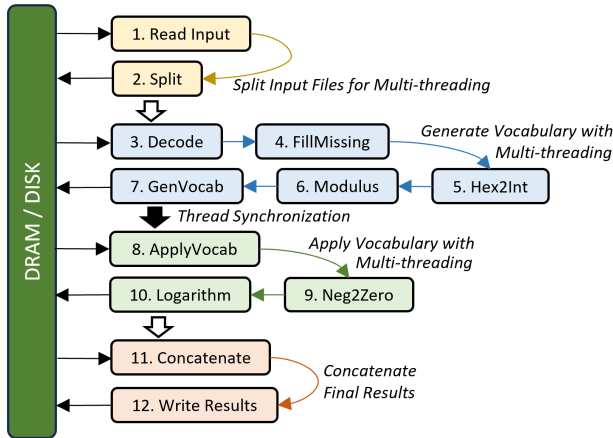 DRAM / DISK
1. Read Input
2. Split
Split Input Files for Multi-threading
3. Decode
4. FillMissing
Generate Vocabulary with
Multi-threading
7. GenVocab
6. Modulus
5. Hex2Int
Thread Synchronization
8. ApplyVocab
Apply Vocabulary with
Multi-threading
10. Logarithm
9. Neg2Zero
11. Concatenate
Concatenate
Final Results
12. Write Results